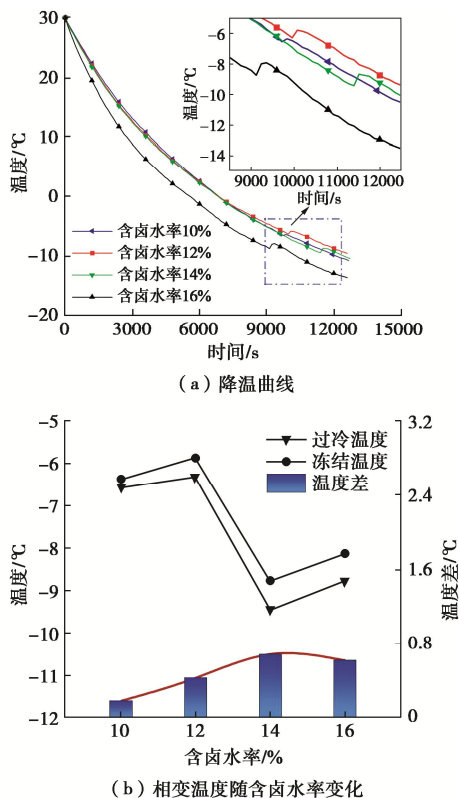 30
20
10
0
-10
-20
温度/℃
0
3000
6000
9000
12000
15000
时间/s
-6
-8
-10
-12
-14
温度/℃
9000
10000
11000
12000
时间/s
含卤水率10%
含卤水率12%
含卤水率14%
含卤水率16%
（a）降温曲线
-5
-6
-7
-8
-9
-10
-11
-12
温度/℃
3.2
2.4
1.6
0.8
0
温度差/℃
过冷温度
冻结温度
温度差
10
12
14
16
含卤水率/%
（b）相变温度随含卤水率变化